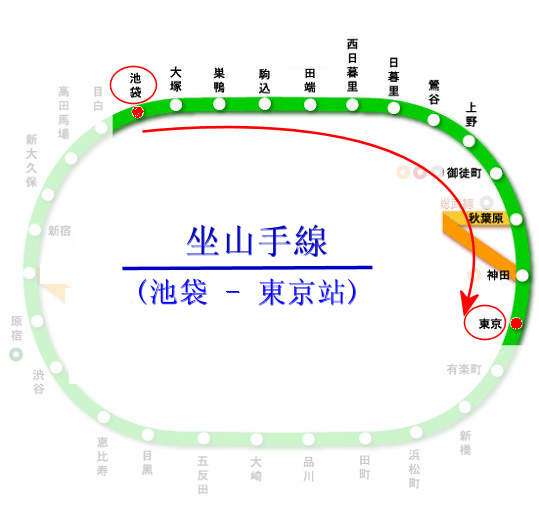 池袋
大塚
巣鴨
駒込
田端
西日暮里
日暮里
鶯谷
上野
御徒町
総武線
秋葉原
神田
東京
有楽町
新橋
浜松町
田町
品川
大崎
五反田
目黒
恵比寿
渋谷
原宿
新宿
新大久保
高田馬場
目白
坐山手線
(池袋 - 東京站)